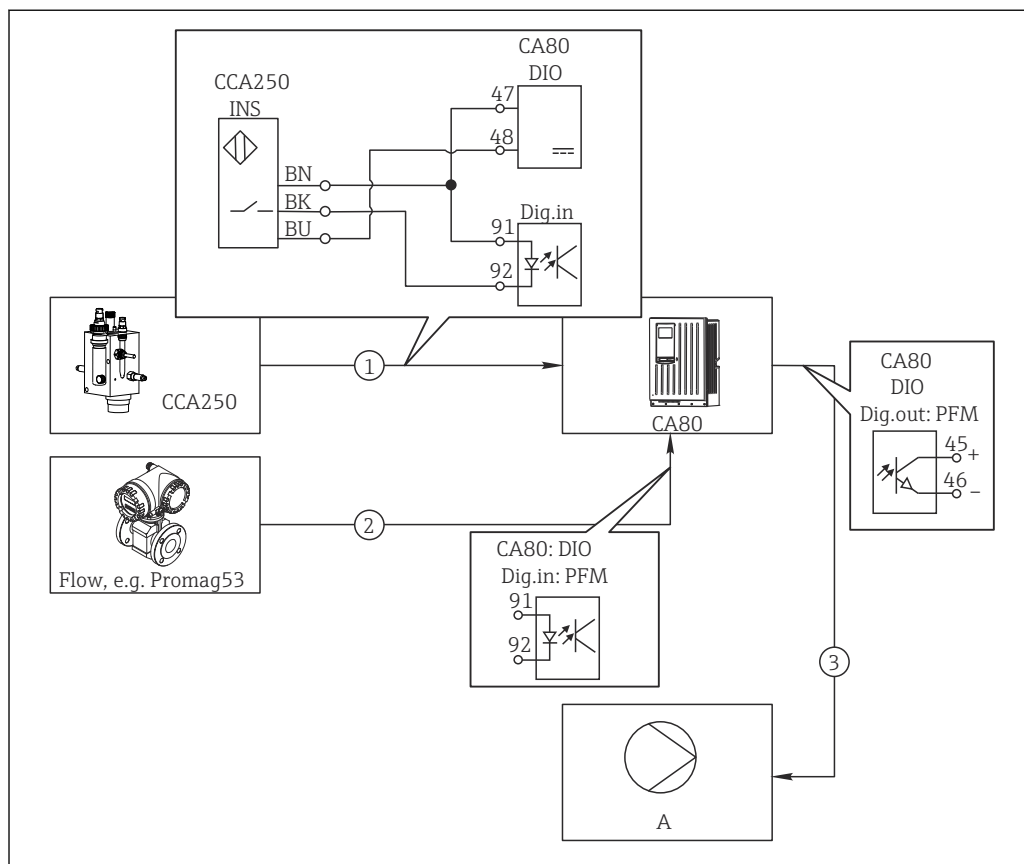 CA80
DIO
CCA250
INS
47
48
BN
BK
BU
Dig.in
91
92
1
CCA250
CA80
CA80
DIO
Dig.out: PFM
45 +
46 −
2
Flow, e.g. Promag53
CA80: DIO
Dig.in: PFM
91
92
3
A